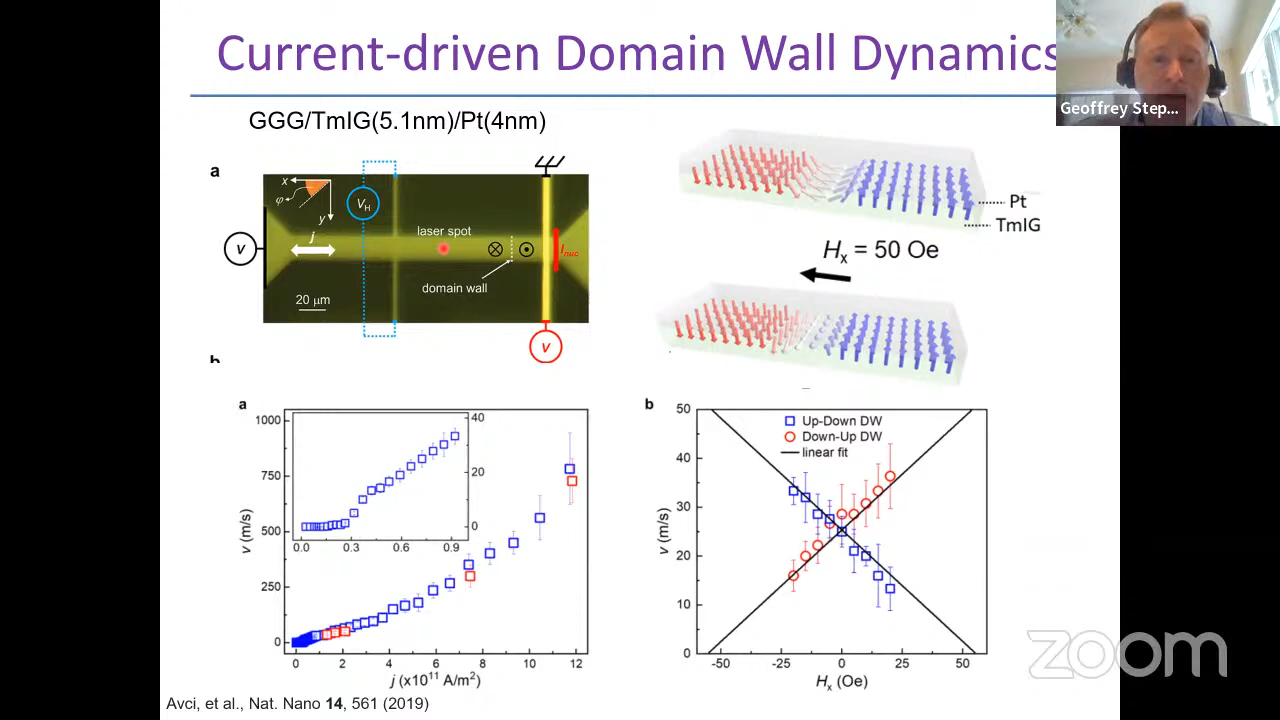 Current-driven Domain Wall Dynamics
Geoffrey Step...
GGG/TmIG(5.1nm)/Pt(4nm)
a
x
φ
y
V_H
j
laser spot
I_nuc
V
domain wall
20 µm
V
Pt
TmIG
H_x = 50 Oe
a
1000
750
500
250
0
v (m/s)
40
20
0
0.0 0.3 0.6 0.9
0 2 4 6 8 10 12
j (x10^11 A/m^2)
b
50
40
30
20
10
0
v (m/s)
Up-Down DW
Down-Up DW
linear fit
-50 -25 0 25 50
H_x (Oe)
zoom
Avci, et al., Nat. Nano 14, 561 (2019)